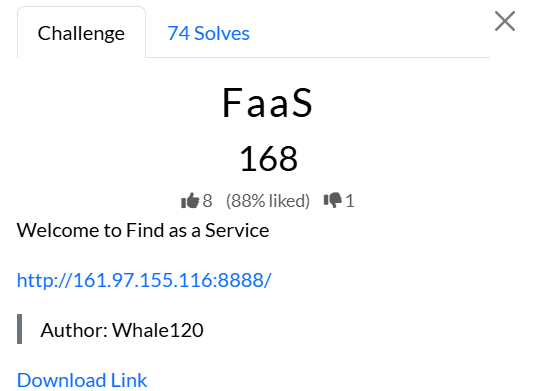 Challenge
74 Solves
FaaS
168
8 (88% liked) 1
Welcome to Find as a Service
http://161.97.155.116:8888/
Author: Whale120
Download Link